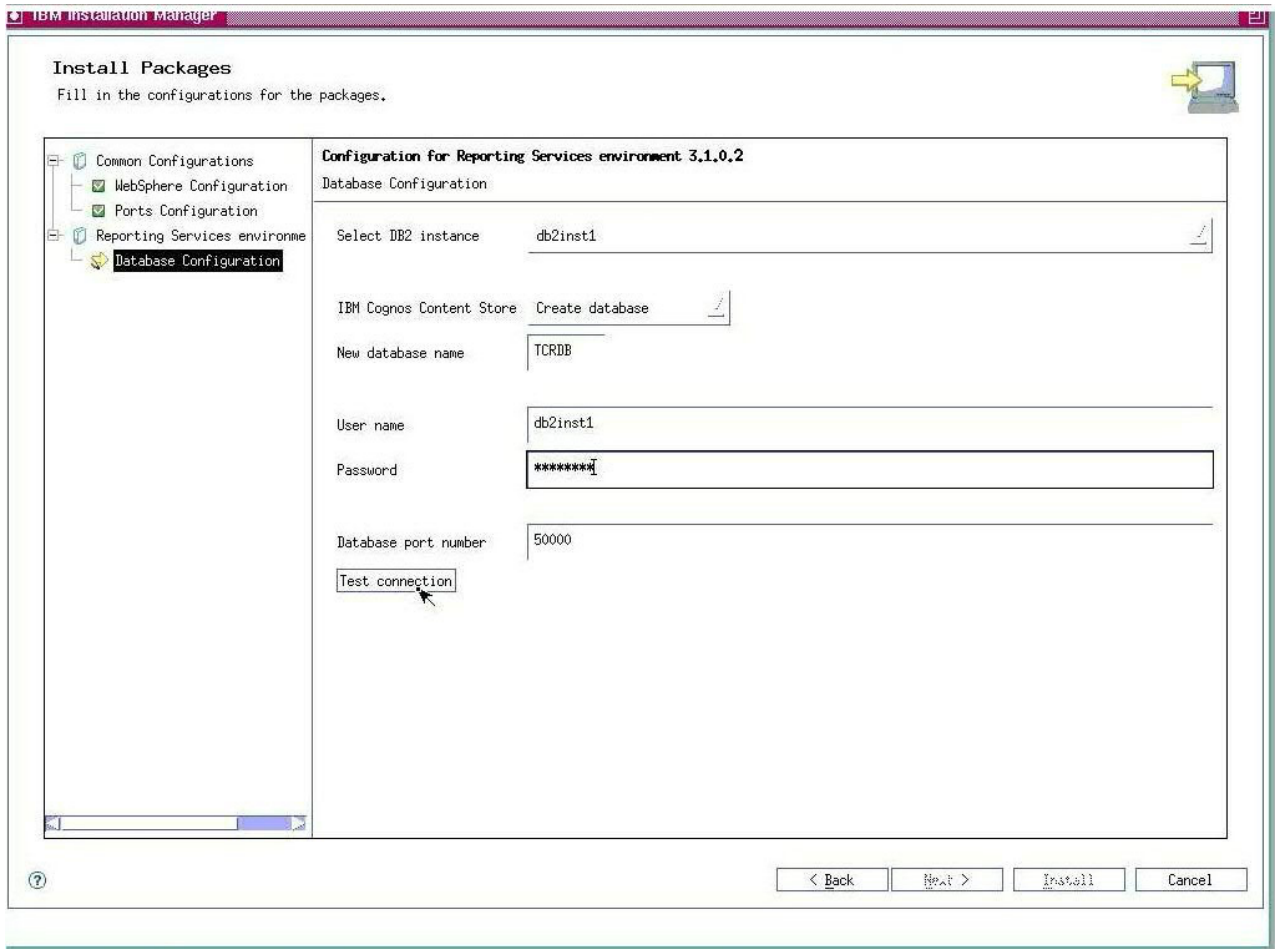 IBM Installation Manager
Install Packages
Fill in the configurations for the packages.
Common Configurations
WebSphere Configuration
Ports Configuration
Reporting Services environme
Database Configuration
Configuration for Reporting Services environment 3.1.0.2
Database Configuration
Select DB2 instance db2inst1
IBM Cognos Content Store Create database
New database name TCRDB
User name db2inst1
Password ********
Database port number 50000
Test connection
? < Back Next > Install Cancel